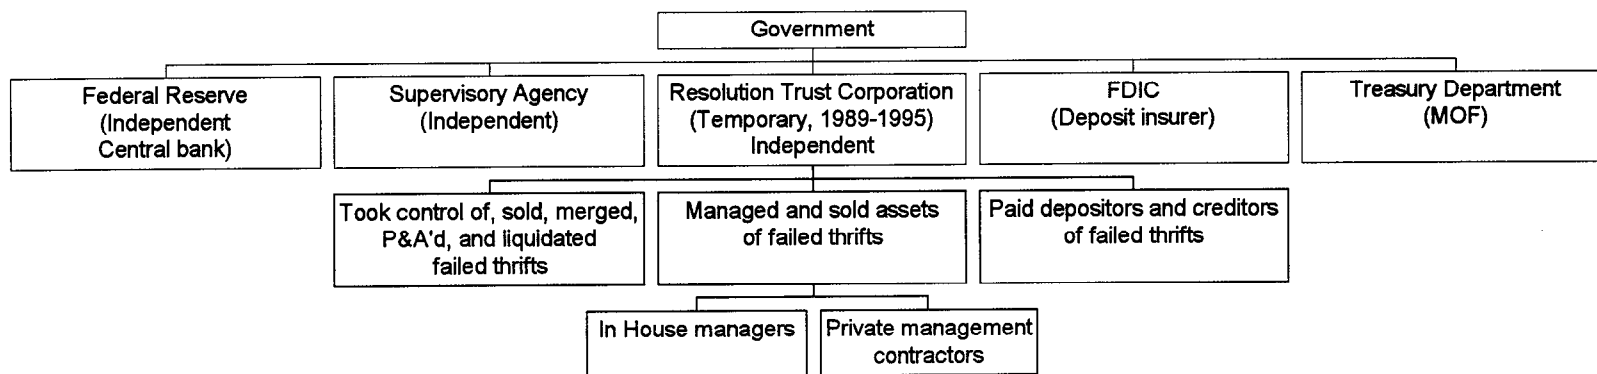 Government
Federal Reserve
(Independent
Central bank)
Supervisory Agency
(Independent)
Resolution Trust Corporation
(Temporary, 1989-1995)
Independent
FDIC
(Deposit insurer)
Treasury Department
(MOF)
Took control of, sold, merged,
P&A'd, and liquidated
failed thrifts
Managed and sold assets
of failed thrifts
Paid depositors and creditors
of failed thrifts
In House managers
Private management
contractors